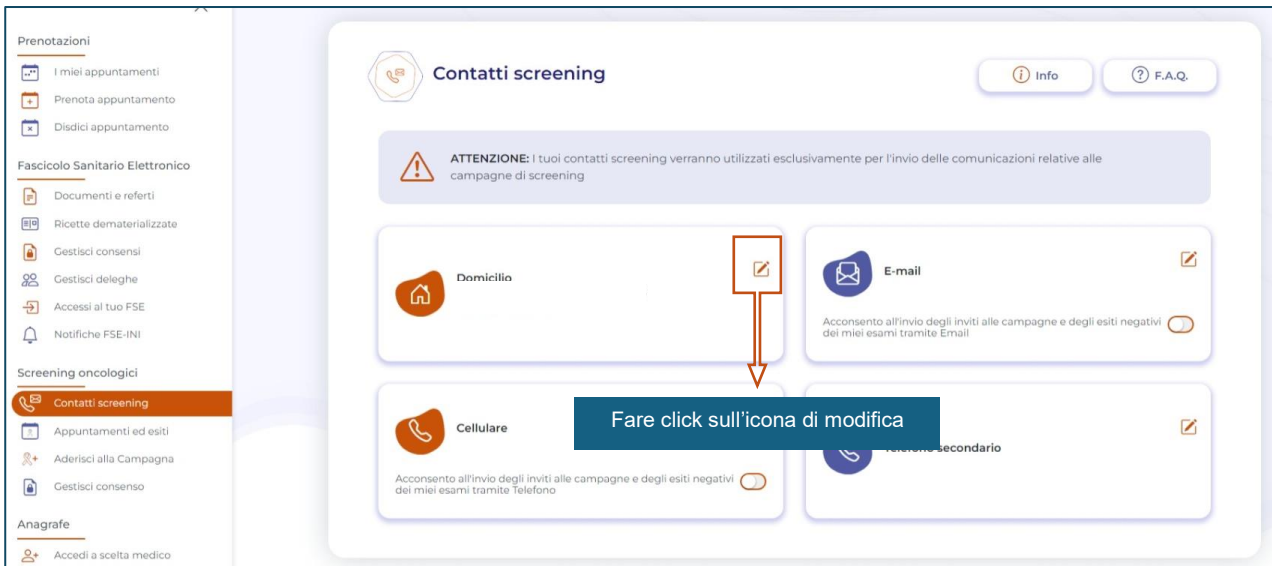 Prenotazioni
I miei appuntamenti
Prenota appuntamento
Disdici appuntamento
Fascicolo Sanitario Elettronico
Documenti e referti
Ricette dematerializzate
Gestisci consensi
Gestisci deleghe
Accessi al tuo FSE
Notifiche FSE-INI
Screening oncologici
Contatti screening
Appuntamenti ed esiti
Aderisci alla Campagna
Gestisci consenso
Anagrafe
Accedi a scelta medico
Contatti screening
Info
F.A.Q.
ATTENZIONE: I tuoi contatti screening verranno utilizzati esclusivamente per l'invio delle comunicazioni relative alle
campagne di screening
Domicilio
E-mail
Acconsento all'invio degli inviti alle campagne e degli esiti negativi
dei miei esami tramite Email
Cellulare
Acconsento all'invio degli inviti alle campagne e degli esiti negativi
dei miei esami tramite Telefono
Fare click sull'icona di modifica
Telefono secondario